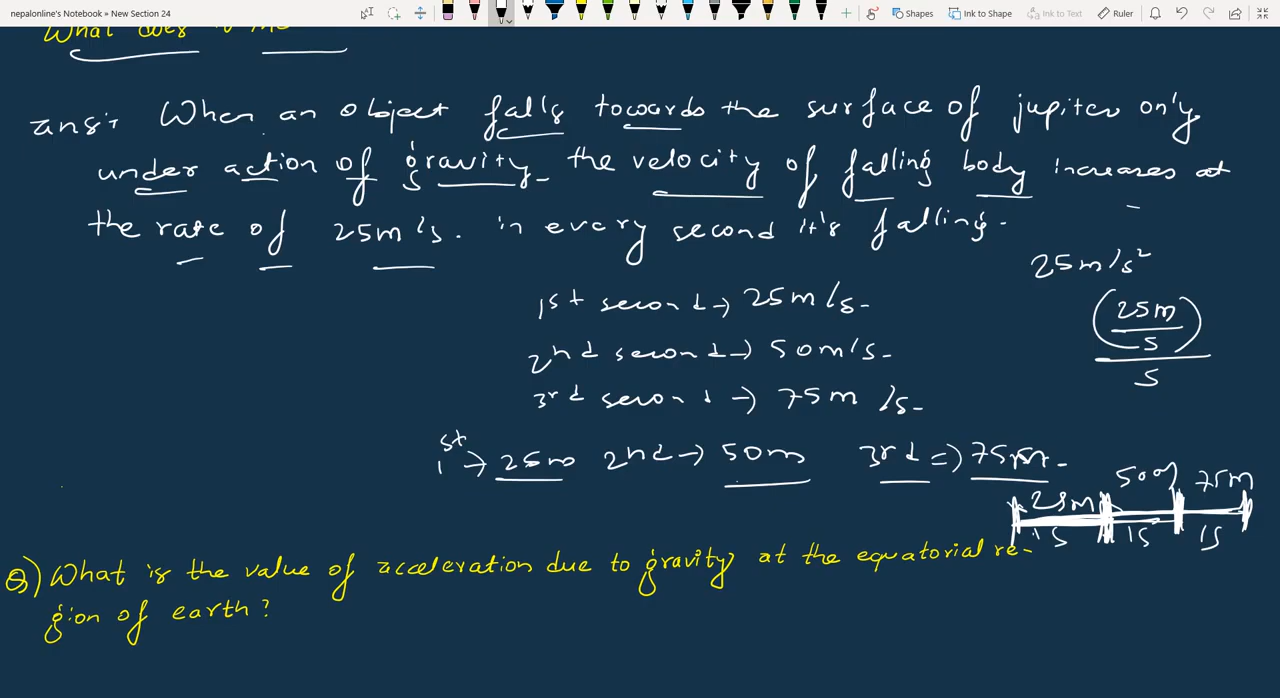 nepalonline's Notebook » New Section 24
Shapes Ink to Shape Ink to Text Ruler
What
ans:- When an object falls towards the surface of jupiter only
under action of gravity the velocity of falling body increases at
the rate of 25m/s. in every second it's falling.
25m/s²
1st second → 25m/s.
(25m/s)/s
2nd second → 50m/s.
3rd second → 75m/s.
1st → 25m 2nd → 50m 3rd => 75m.
25m 75m
1s 1s 1s
Q) What is the value of acceleration due to gravity at the equatorial re-
gion of earth?